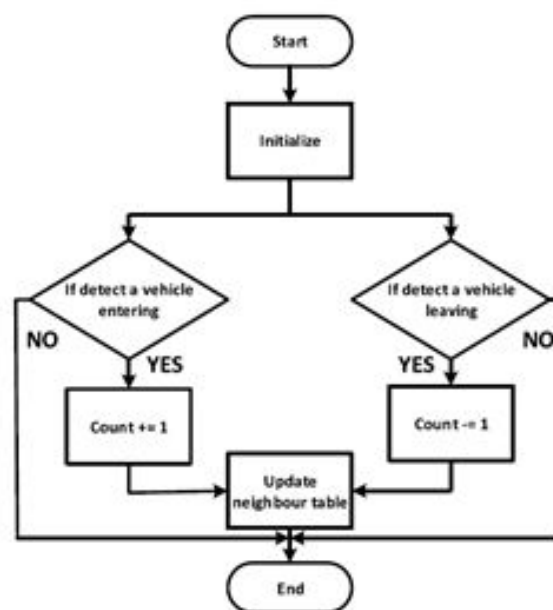 Start
Initialize
If detect a vehicle
entering
If detect a vehicle
leaving
NO
YES
YES
NO
Count += 1
Count -= 1
Update
neighbour table
End